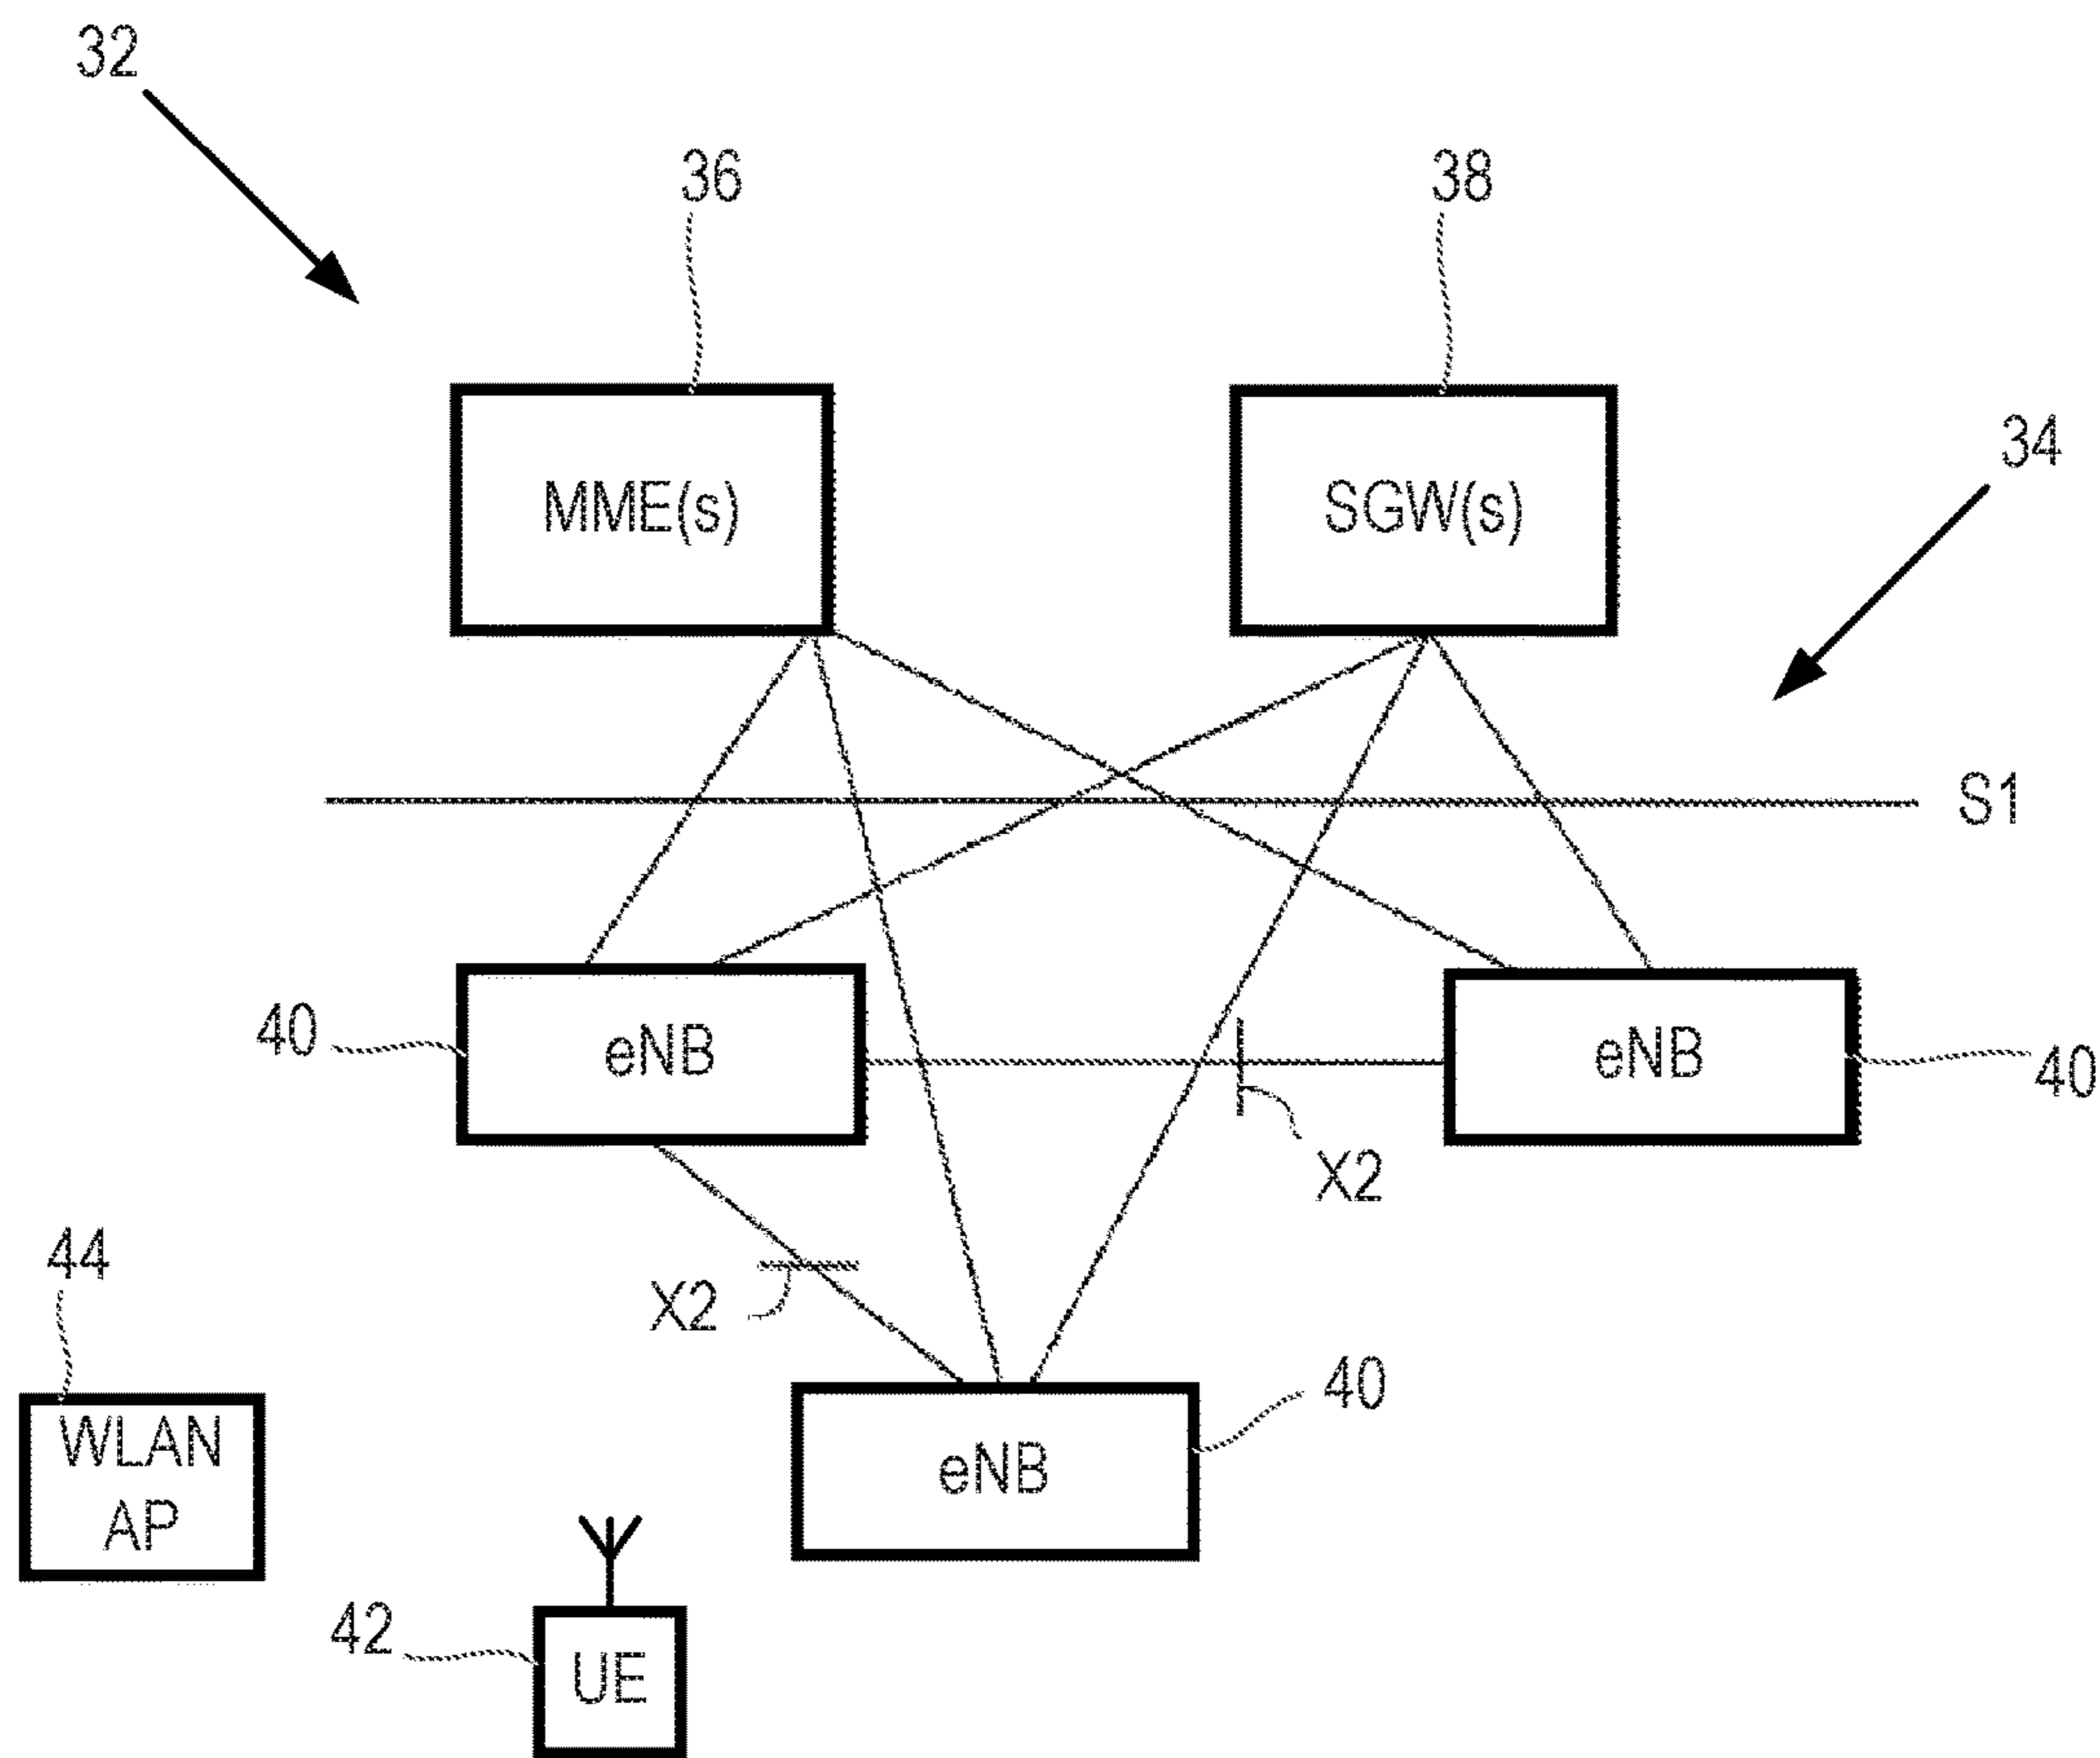 32
36
38
34
MME(s)
SGW(s)
S1
40
eNB
eNB
40
X2
44
X2
40
WLAN
AP
eNB
42
UE